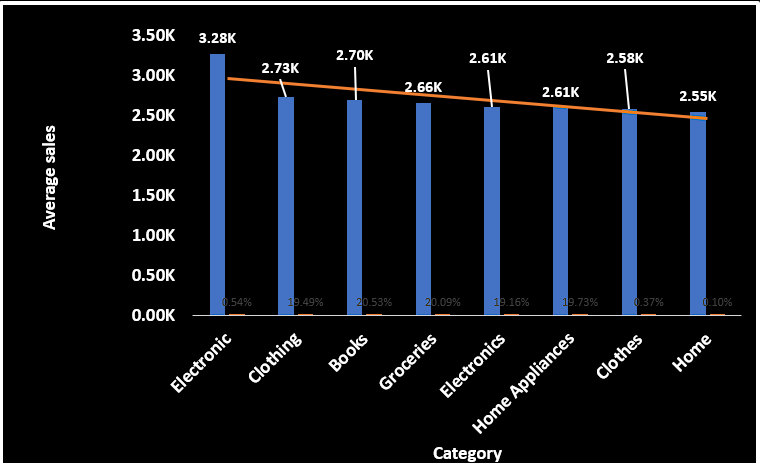 3.50K
3.00K
2.50K
2.00K
1.50K
1.00K
0.50K
0.00K
Average sales
3.28K
2.73K
2.70K
2.66K
2.61K
2.61K
2.58K
2.55K
0.54%
19.49%
20.53%
20.09%
19.16%
19.73%
0.37%
0.10%
Electronic
Clothing
Books
Groceries
Electronics
Home Appliances
Clothes
Home
Category